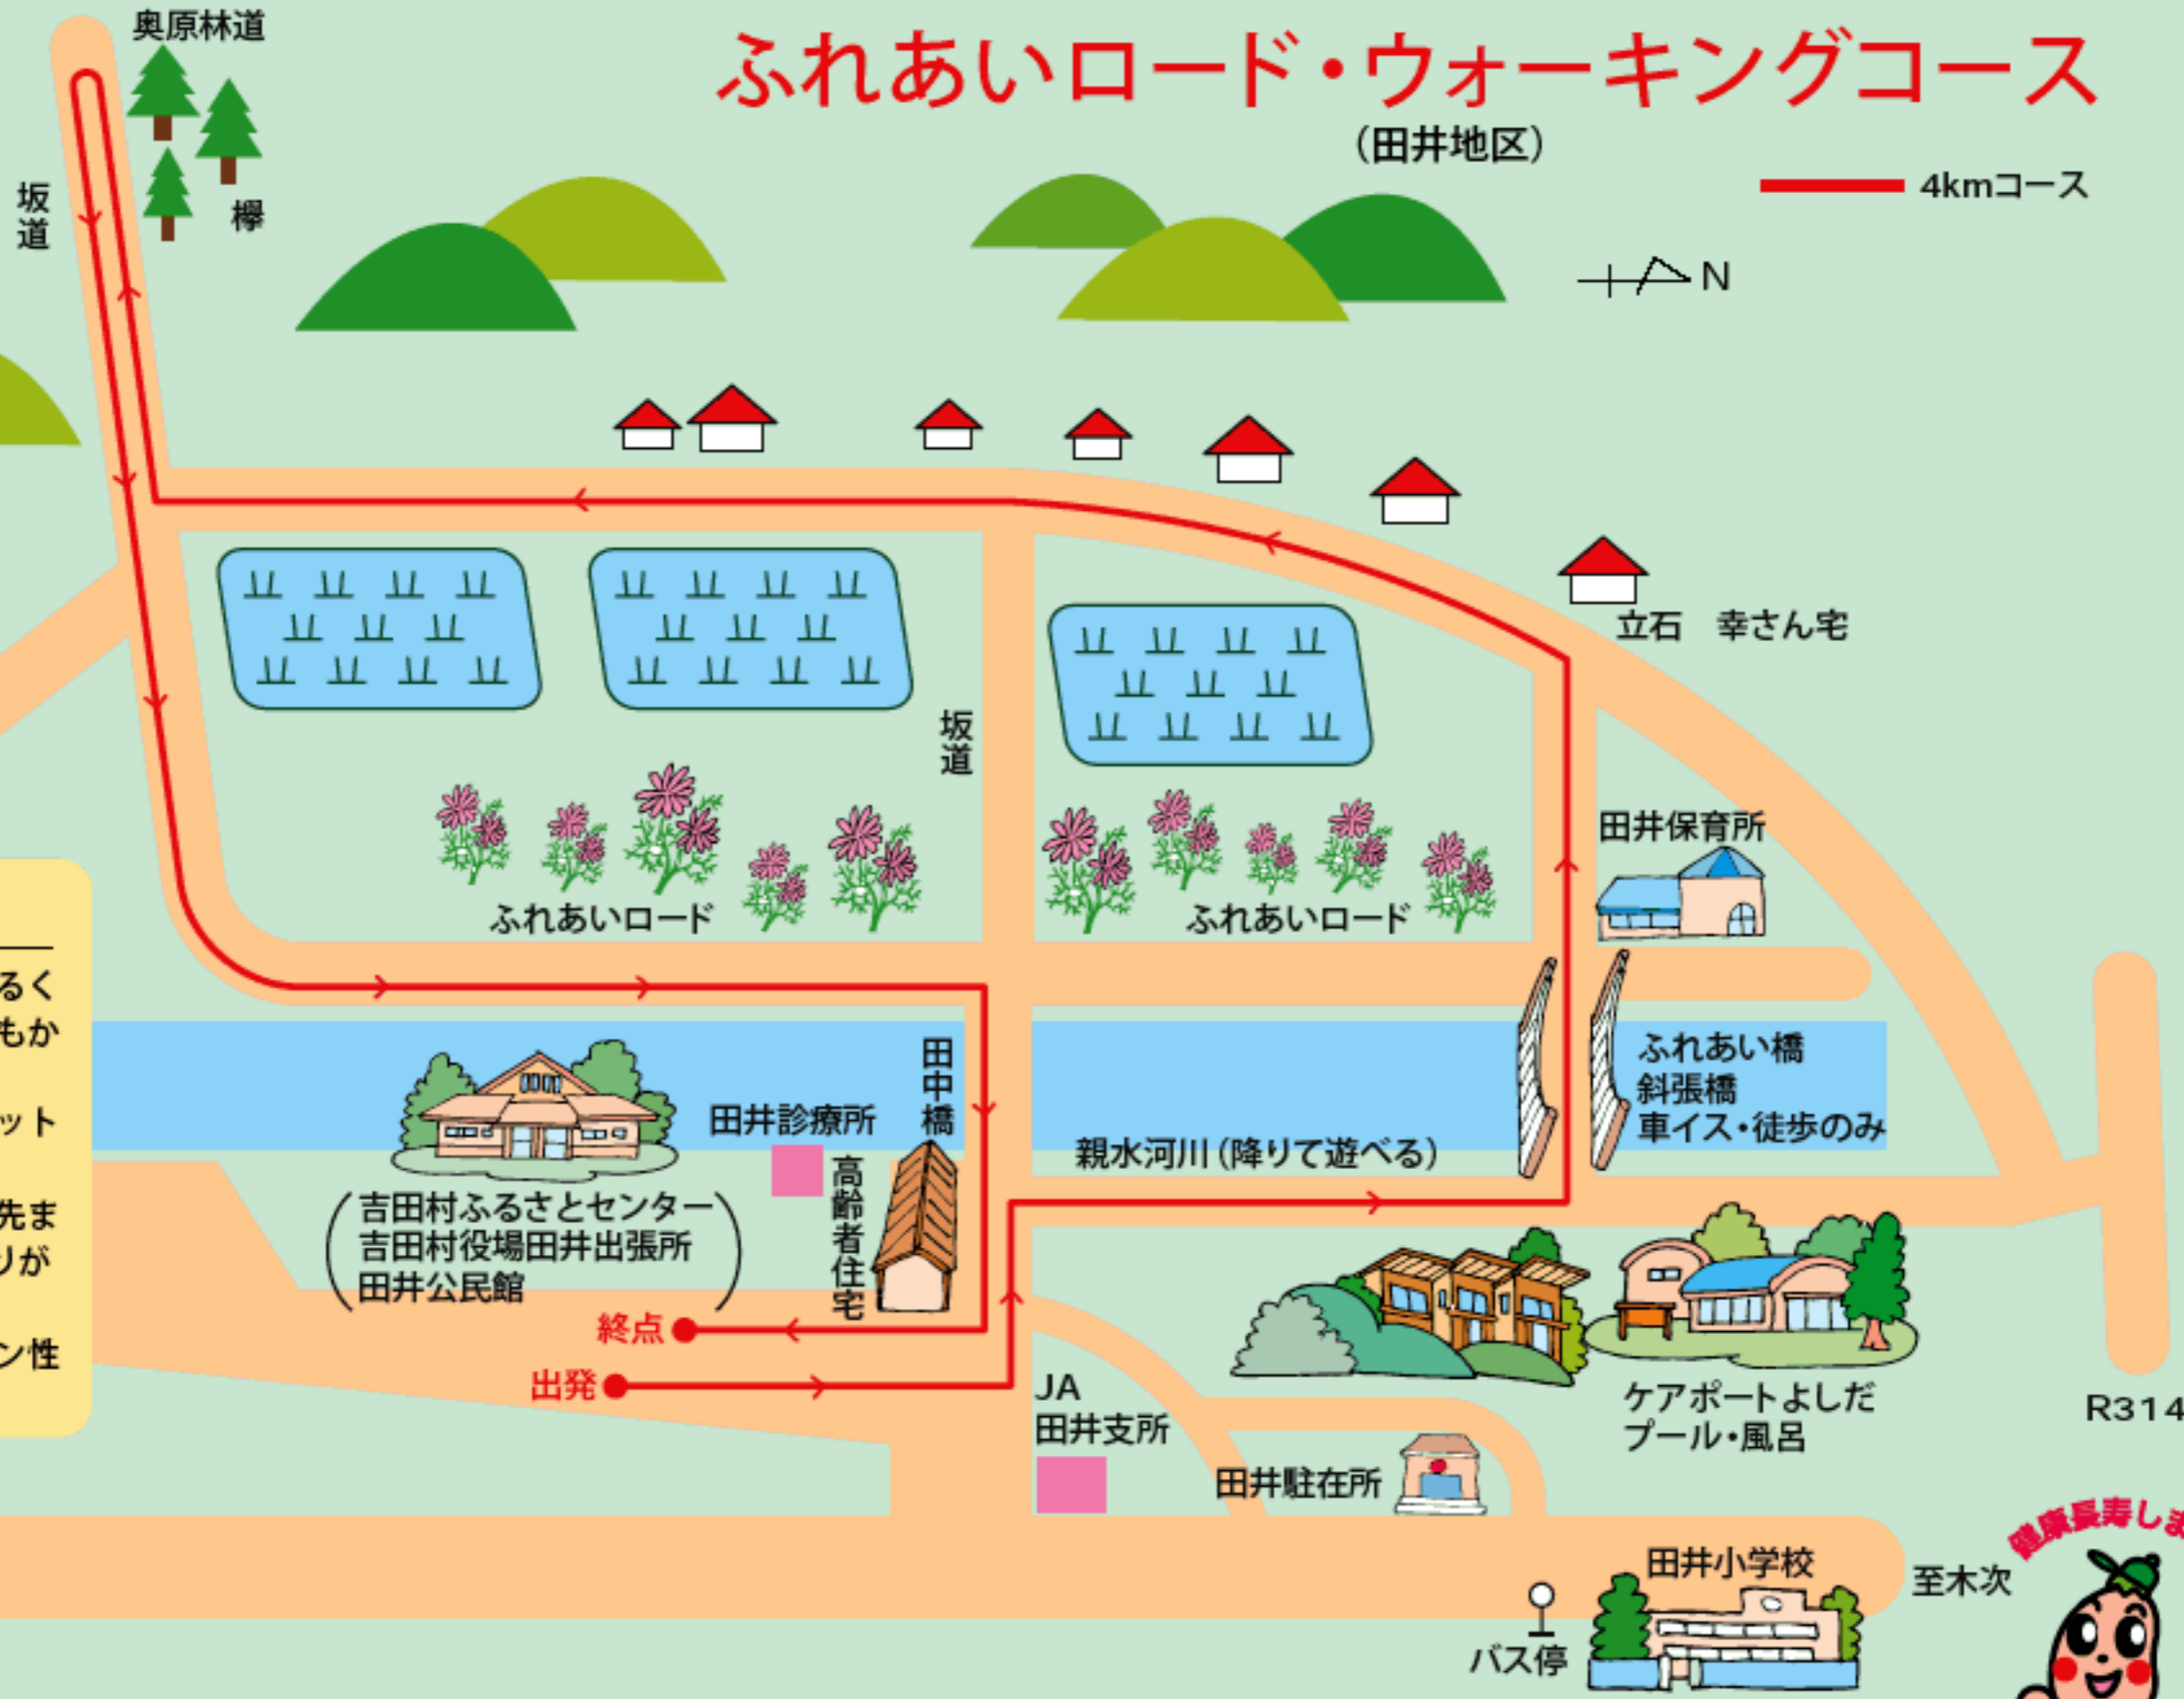 奥原林道
ふれあいロード・ウォーキングコース
（田井地区）
4kmコース
坂道
欅
N
立石　幸さん宅
坂道
田井保育所
ふれあいロード
ふれあいロード
るく
もか
ット
先ま
りが
ン性
田中橋
ふれあい橋
斜張橋
車イス・徒歩のみ
田井診療所
親水河川（降りて遊べる）
高齢者住宅
吉田村ふるさとセンター
吉田村役場田井出張所
田井公民館
終点
出発
JA
田井支所
ケアポートよしだ
プール・風呂
R314
田井駐在所
健康長寿しま
田井小学校
至木次
バス停